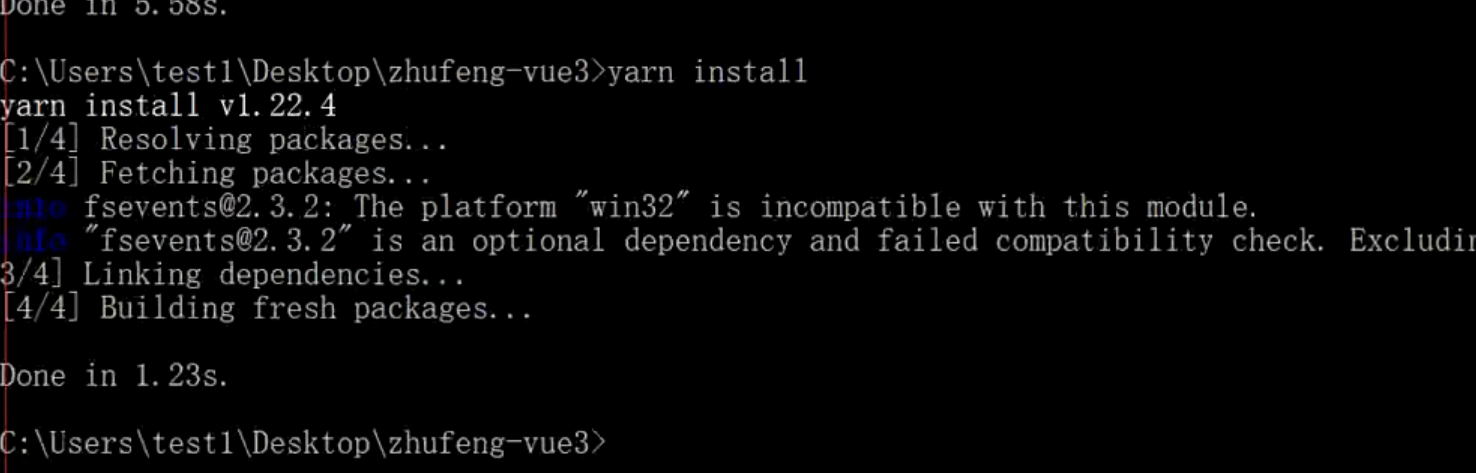 Done in 5.58s.
C:\Users\test1\Desktop\zhufeng-vue3>yarn install
yarn install v1.22.4
[1/4] Resolving packages...
[2/4] Fetching packages...
info fsevents@2.3.2: The platform "win32" is incompatible with this module.
info "fsevents@2.3.2" is an optional dependency and failed compatibility check. Excludin
3/4] Linking dependencies...
[4/4] Building fresh packages...
Done in 1.23s.
C:\Users\test1\Desktop\zhufeng-vue3>